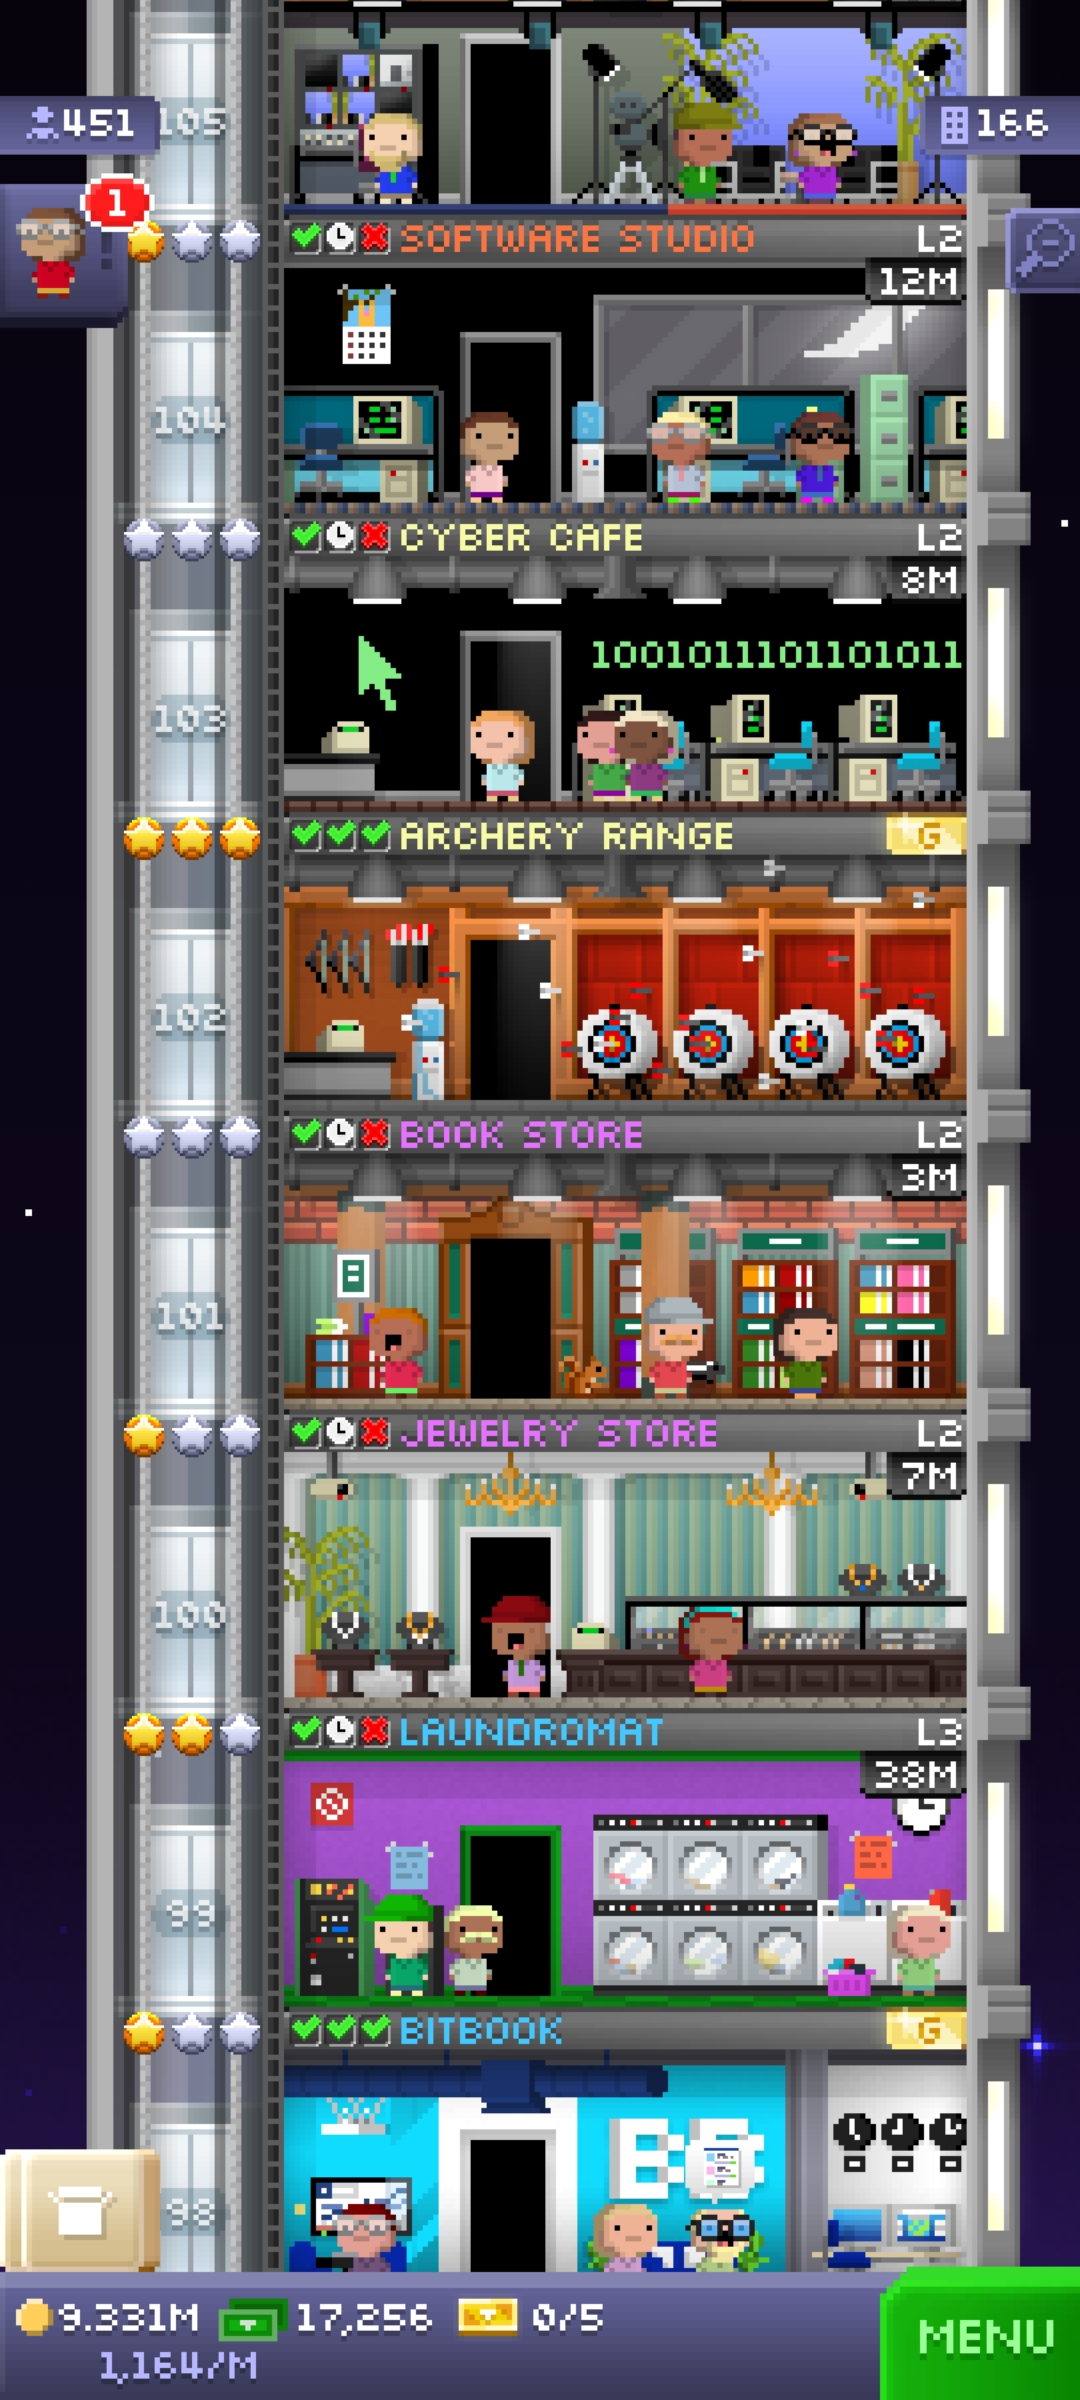 451
105
166
1
SOFTWARE STUDIO
L2
12M
104
CYBER CAFE
L2
8M
1001011101101011
103
ARCHERY RANGE
G
102
BOOK STORE
L2
3M
101
JEWELRY STORE
L2
7M
100
LAUNDROMAT
L3
38M
99
BITBOOK
G
98
9.331M
17,256
0/5
1,164/M
MENU